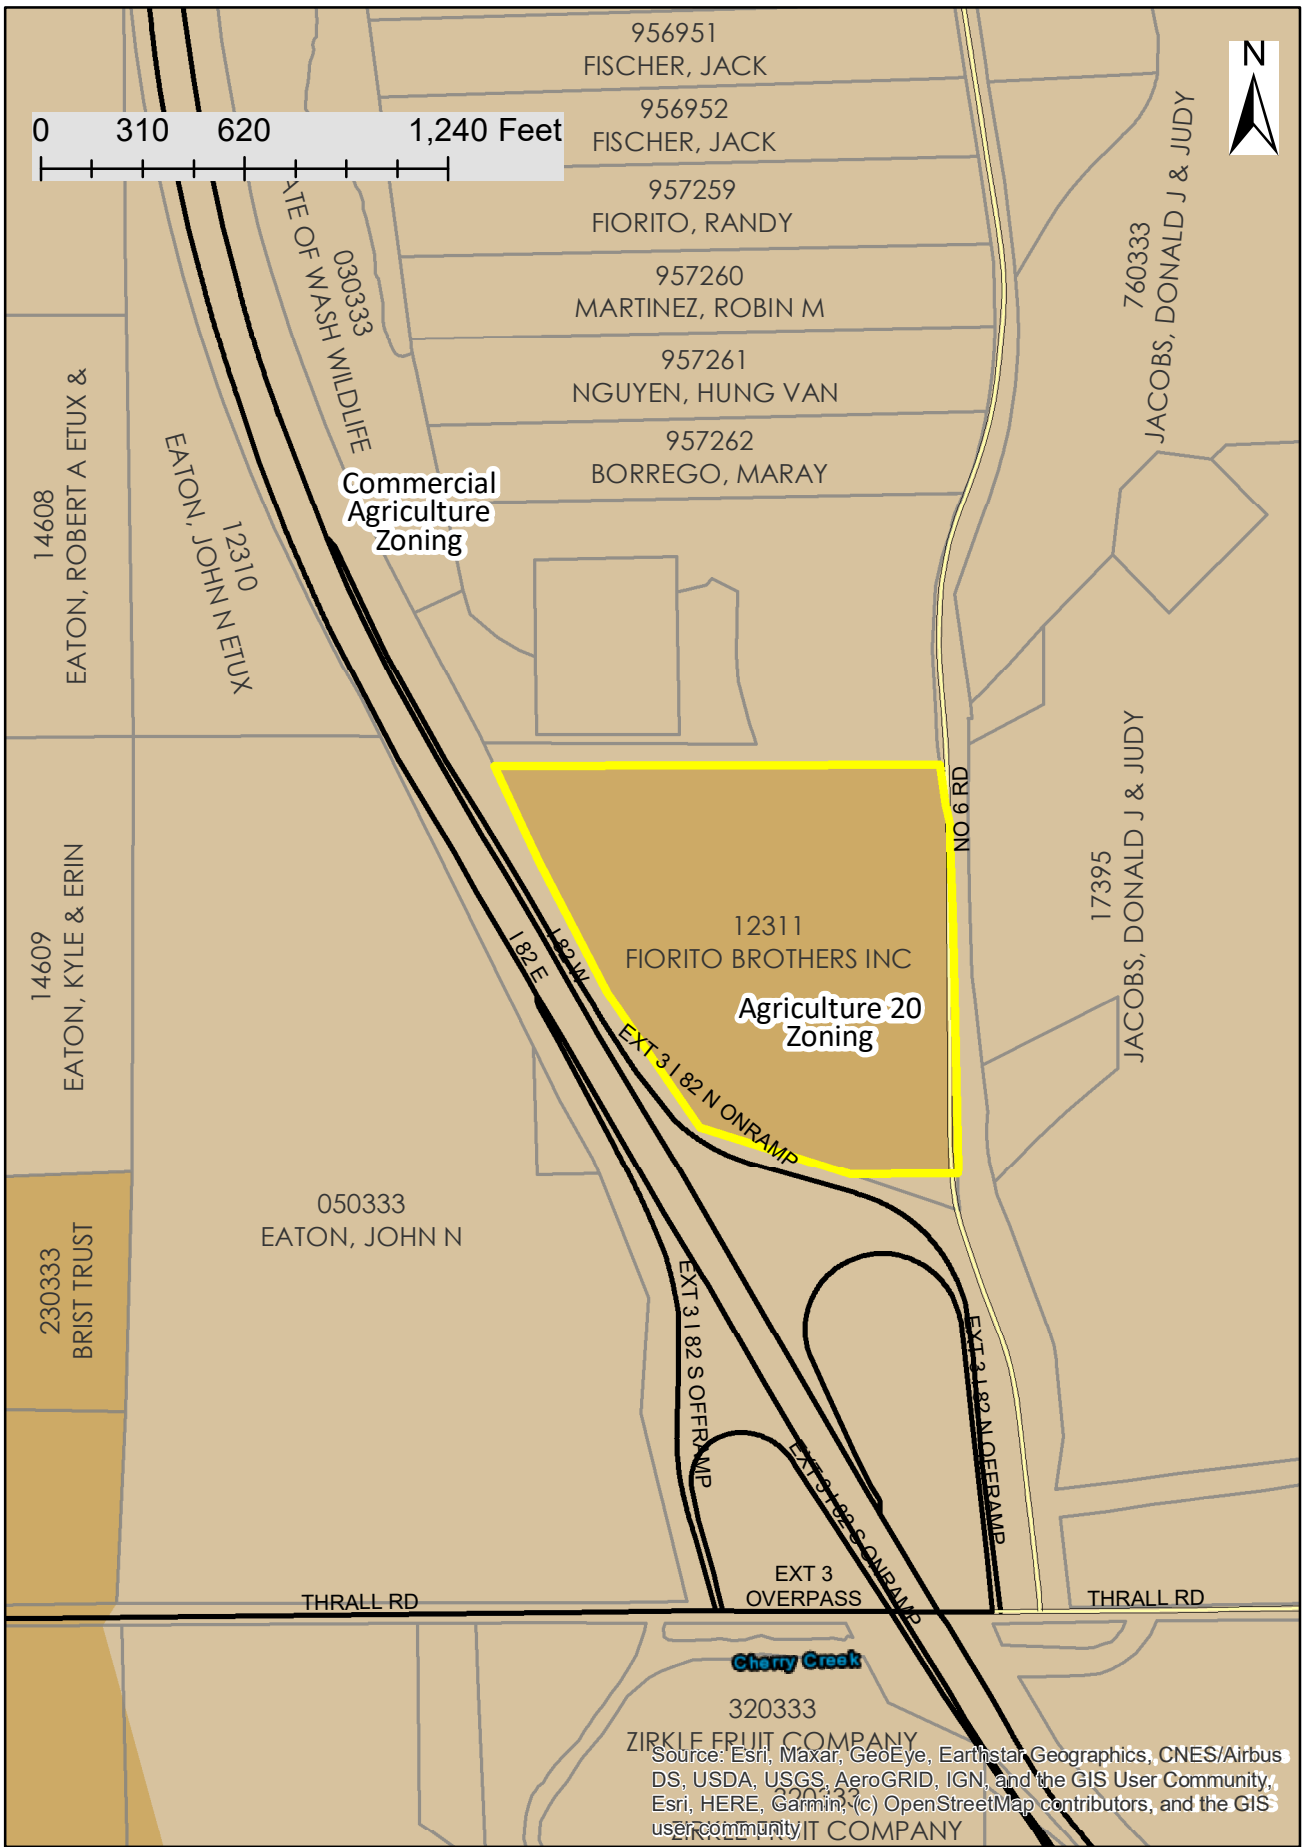 956951
FISCHER, JACK
N
0 310 620 1,240 Feet
956952
FISCHER, JACK
957259
FIORITO, RANDY
760333
JACOBS, DONALD J & JUDY
030333
ATE OF WASH WILDLIFE
957260
MARTINEZ, ROBIN M
957261
NGUYEN, HUNG VAN
957262
BORREGO, MARAY
14608
EATON, ROBERT A ETUX &
12310
EATON, JOHN N ETUX
Commercial
Agriculture
Zoning
NO 6 RD
17395
JACOBS, DONALD J & JUDY
14609
EATON, KYLE & ERIN
12311
FIORITO BROTHERS INC
I 82 W
I 82 E
Agriculture 20
Zoning
EXT 3 I 82 N ONRAMP
050333
EATON, JOHN N
230333
BRIST TRUST
EXT 3 I 82 S OFFRAMP
EXT 3 I 82 N OFFRAMP
EXT 3 I 82 S ONRAMP
EXT 3
OVERPASS
THRALL RD
THRALL RD
Cherry Creek
320333
ZIRKLE FRUIT COMPANY
Source: Esri, Maxar, GeoEye, Earthstar Geographics, CNES/Airbus
DS, USDA, USGS, AeroGRID, IGN, and the GIS User Community,
Esri, HERE, Garmin, (c) OpenStreetMap contributors, and the GIS
user community
ZIRKLE FRUIT COMPANY